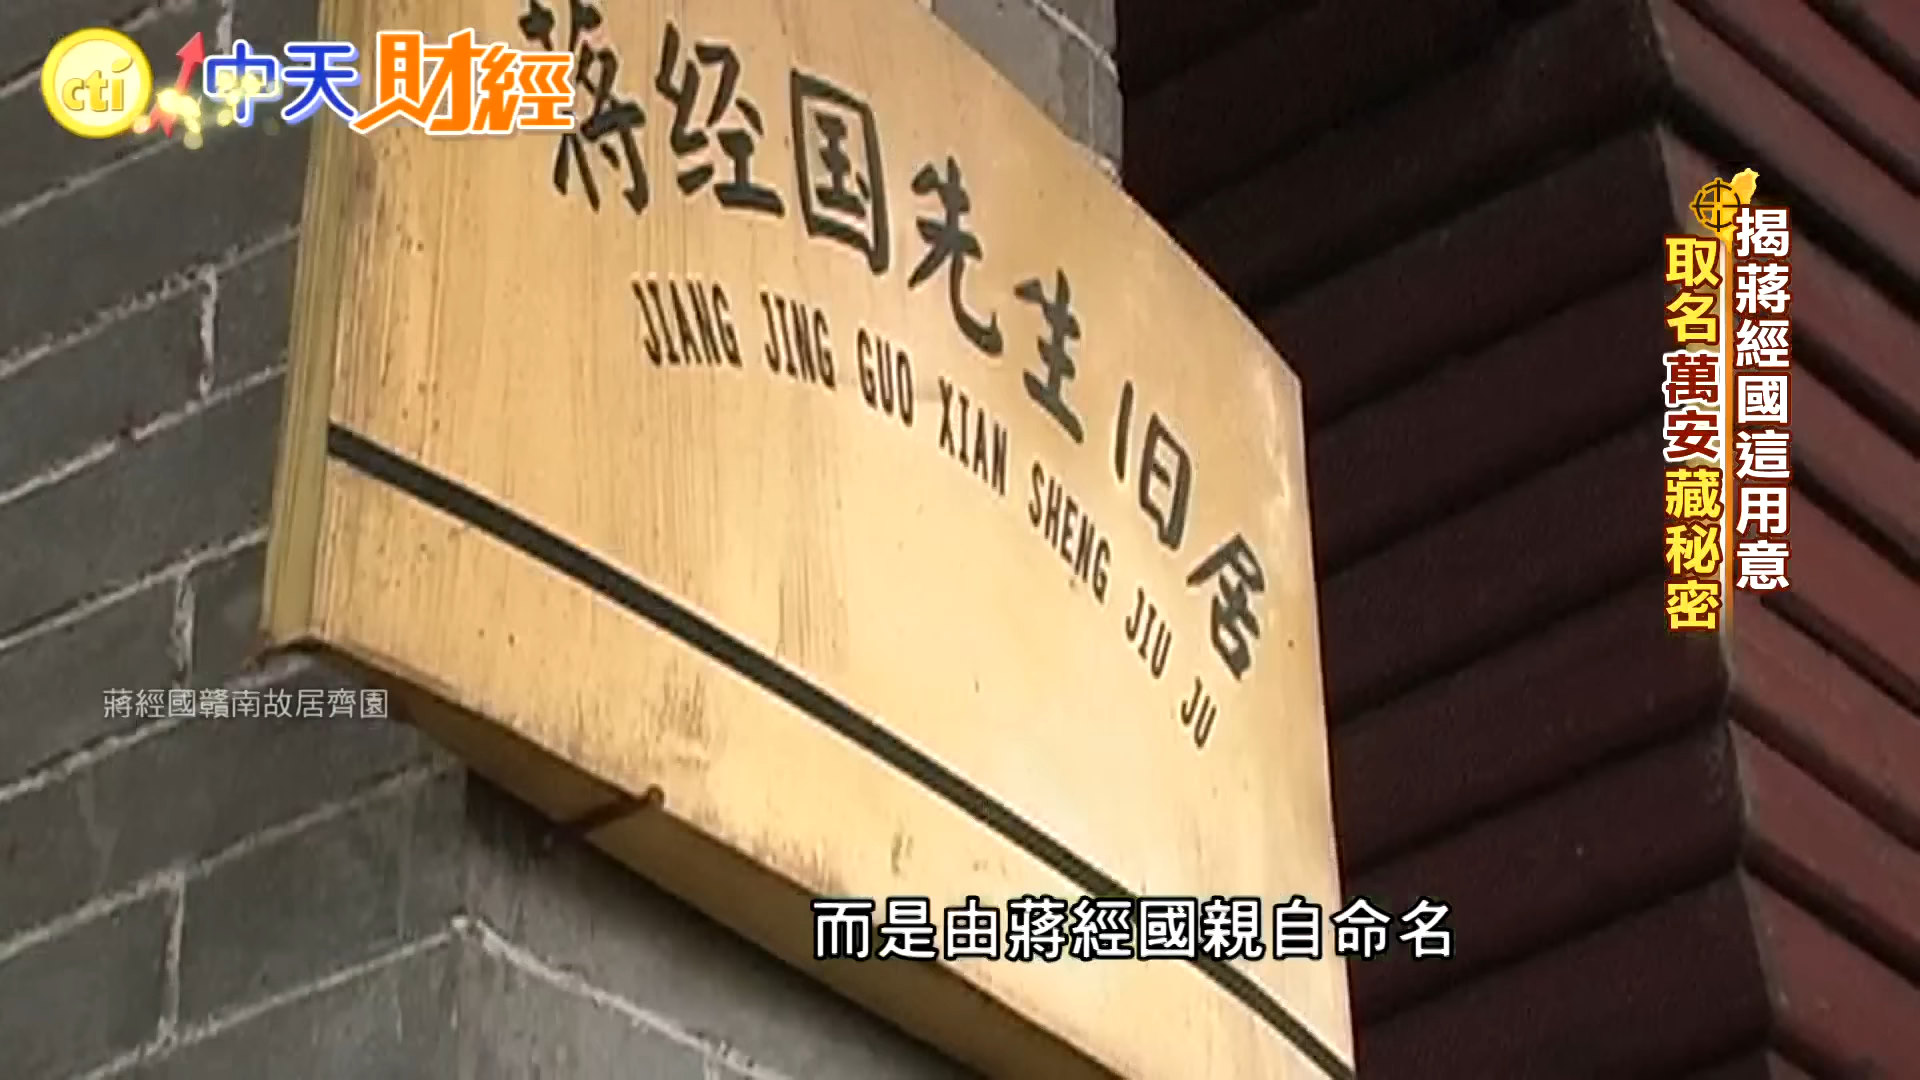 cti 中天財經
蒋经国先生旧居
JIANG JING GUO XIAN SHENG JIU JU
揭蔣經國這用意
取名萬安藏秘密
蔣經國贛南故居齊園
而是由蔣經國親自命名